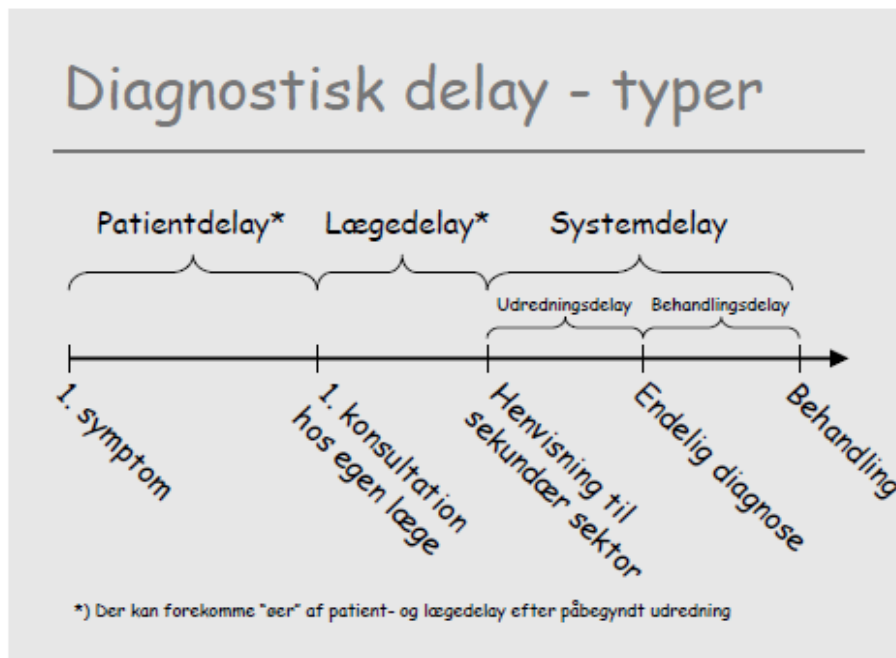 Diagnostisk delay - typer
Patientdelay*
Lægedelay*
Systemdelay
Udredningsdelay
Behandlingsdelay
1. symptom
1. konsultation
hos egen læge
Henvisning til
sekundær sektor
Endelig diagnose
Behandling
*) Der kan forekomme "øer" af patient- og lægedelay efter påbegyndt udredning